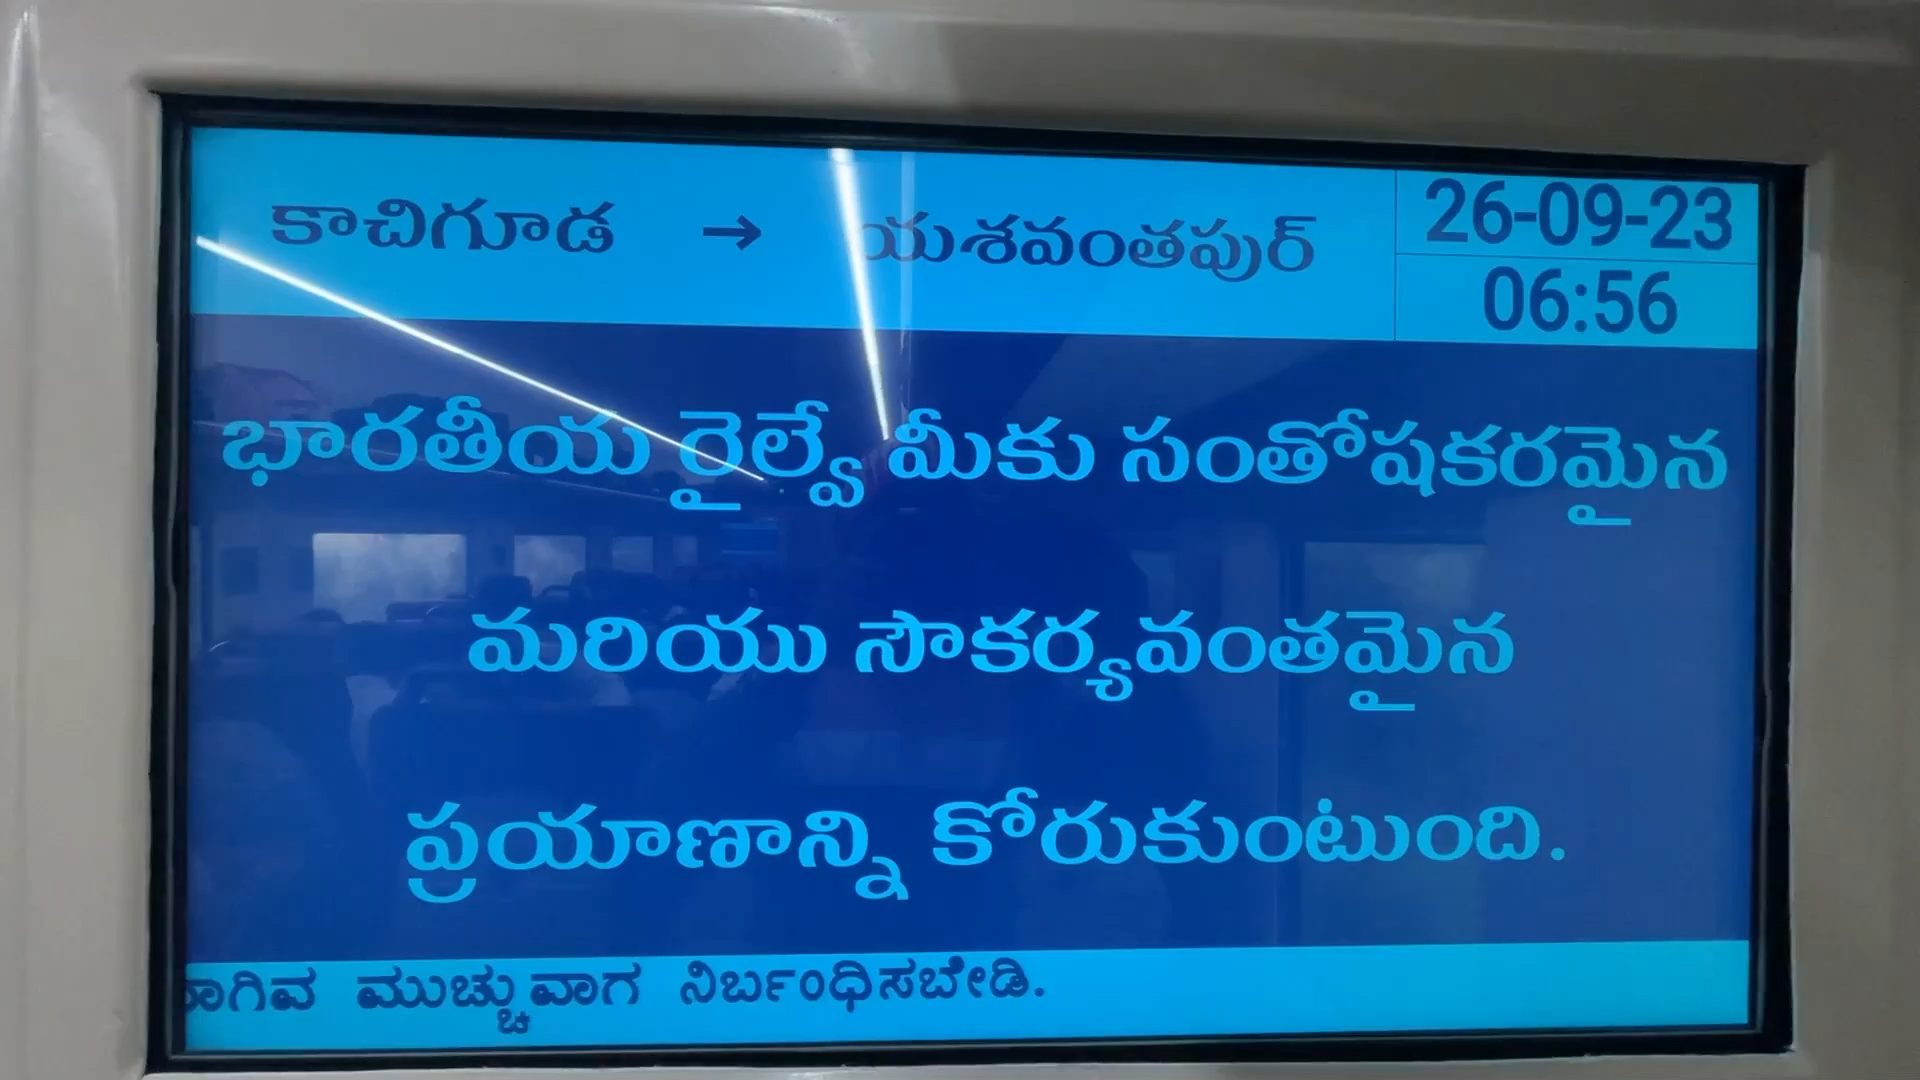 కాచిగూడ → యశవంతపుర్
26-09-23
06:56
భారతీయ రైల్వే మీకు సంతోషకరమైన
మరియు సౌకర్యవంతమైన
ప్రయాణాన్ని కోరుకుంటుంది.
ಮುಚ್ಚುವಾಗ ನಿರ್ಬಂಧಿಸಬೇಡಿ.